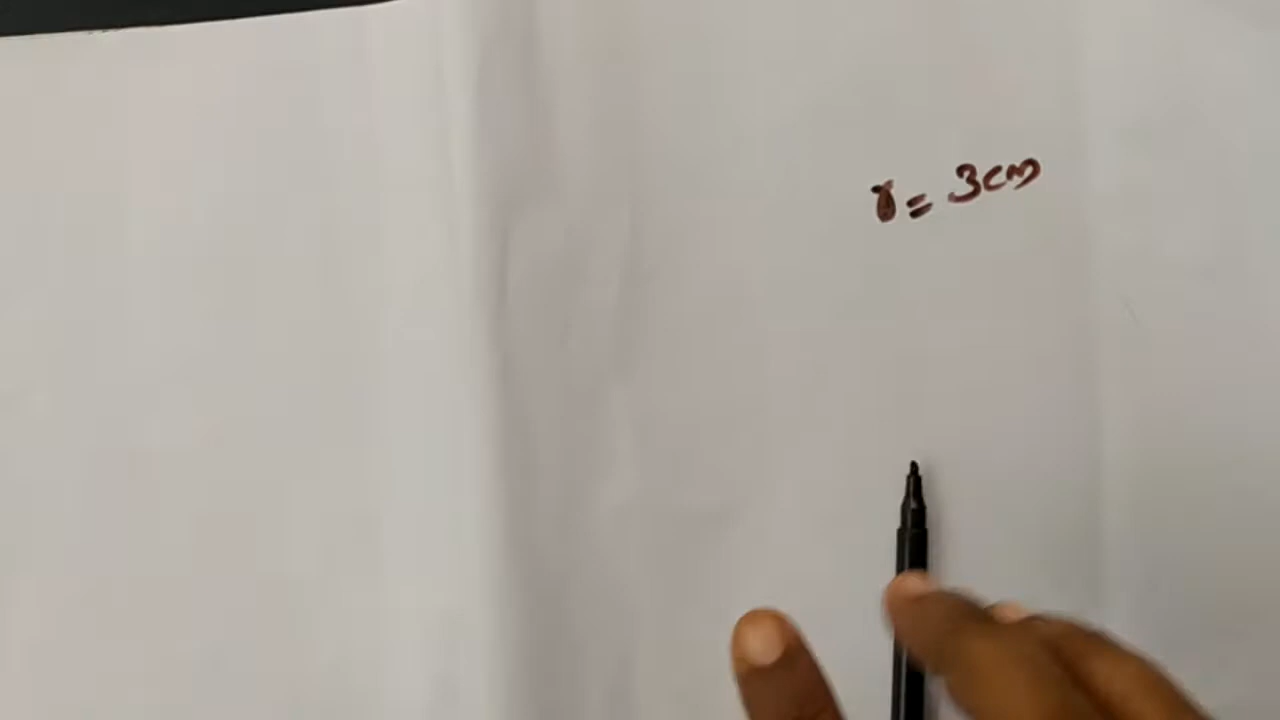 r = 3cm